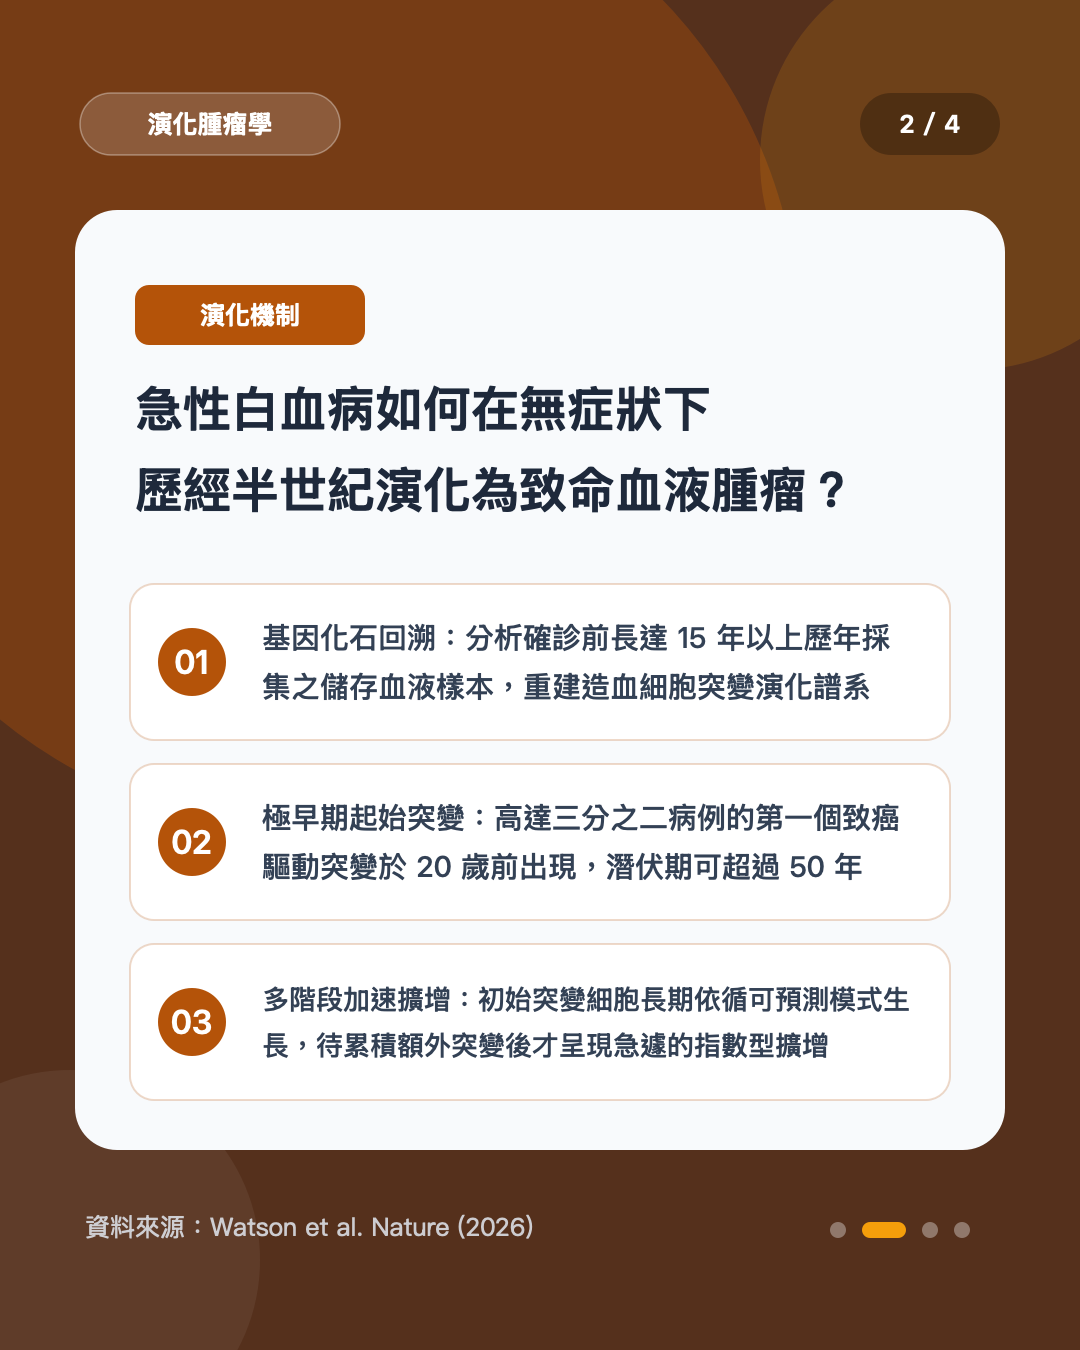 演化腫瘤學
2 / 4
演化機制
急性白血病如何在無症狀下
歷經半世紀演化為致命血液腫瘤？
01
基因化石回溯：分析確診前長達 15 年以上歷年採
集之儲存血液樣本，重建造血細胞突變演化譜系
02
極早期起始突變：高達三分之二病例的第一個致癌
驅動突變於 20 歲前出現，潛伏期可超過 50 年
03
多階段加速擴增：初始突變細胞長期依循可預測模式生
長，待累積額外突變後才呈現急遽的指數型擴增
資料來源：Watson et al. Nature (2026)